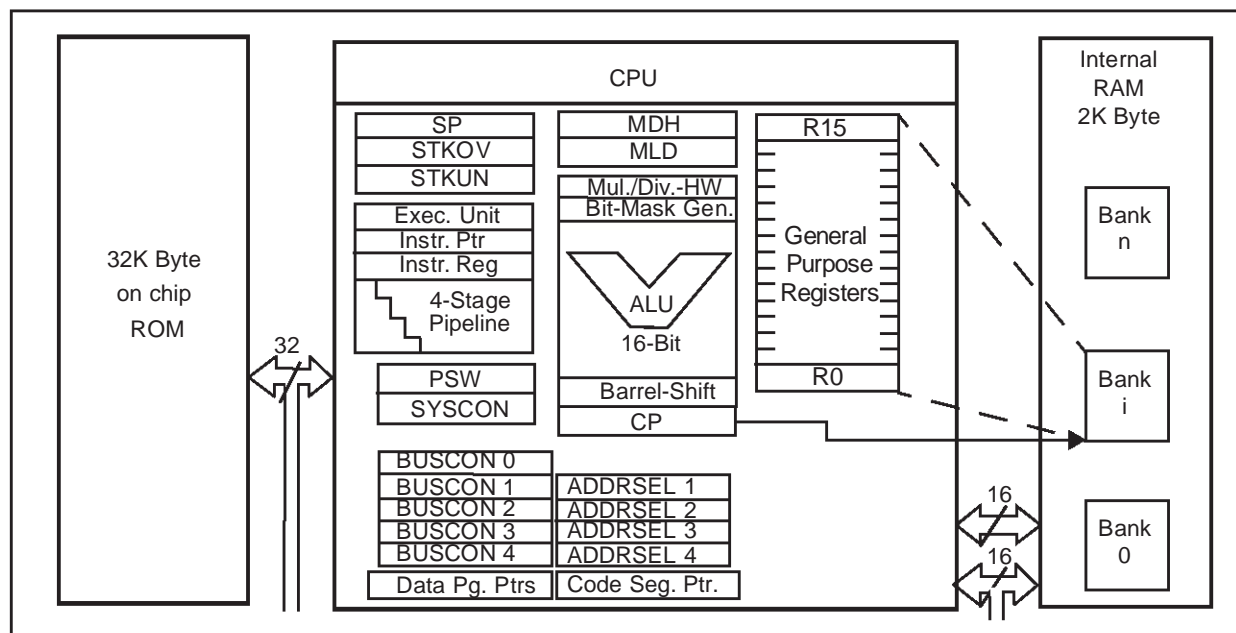 32K Byte
on chip
ROM
32
CPU
SP
STKOV
STKUN
Exec. Unit
Instr. Ptr
Instr. Reg
4-Stage
Pipeline
PSW
SYSCON
BUSCON 0
BUSCON 1
BUSCON 2
BUSCON 3
BUSCON 4
Data Pg. Ptrs
MDH
MLD
Mul./Div.-HW
Bit-Mask Gen.
ALU
16-Bit
Barrel-Shift
CP
ADDRSEL 1
ADDRSEL 2
ADDRSEL 3
ADDRSEL 4
Code Seg. Ptr.
R15
General
Purpose
Registers
R0
16
16
Internal
RAM
2K Byte
Bank
n
Bank
i
Bank
0